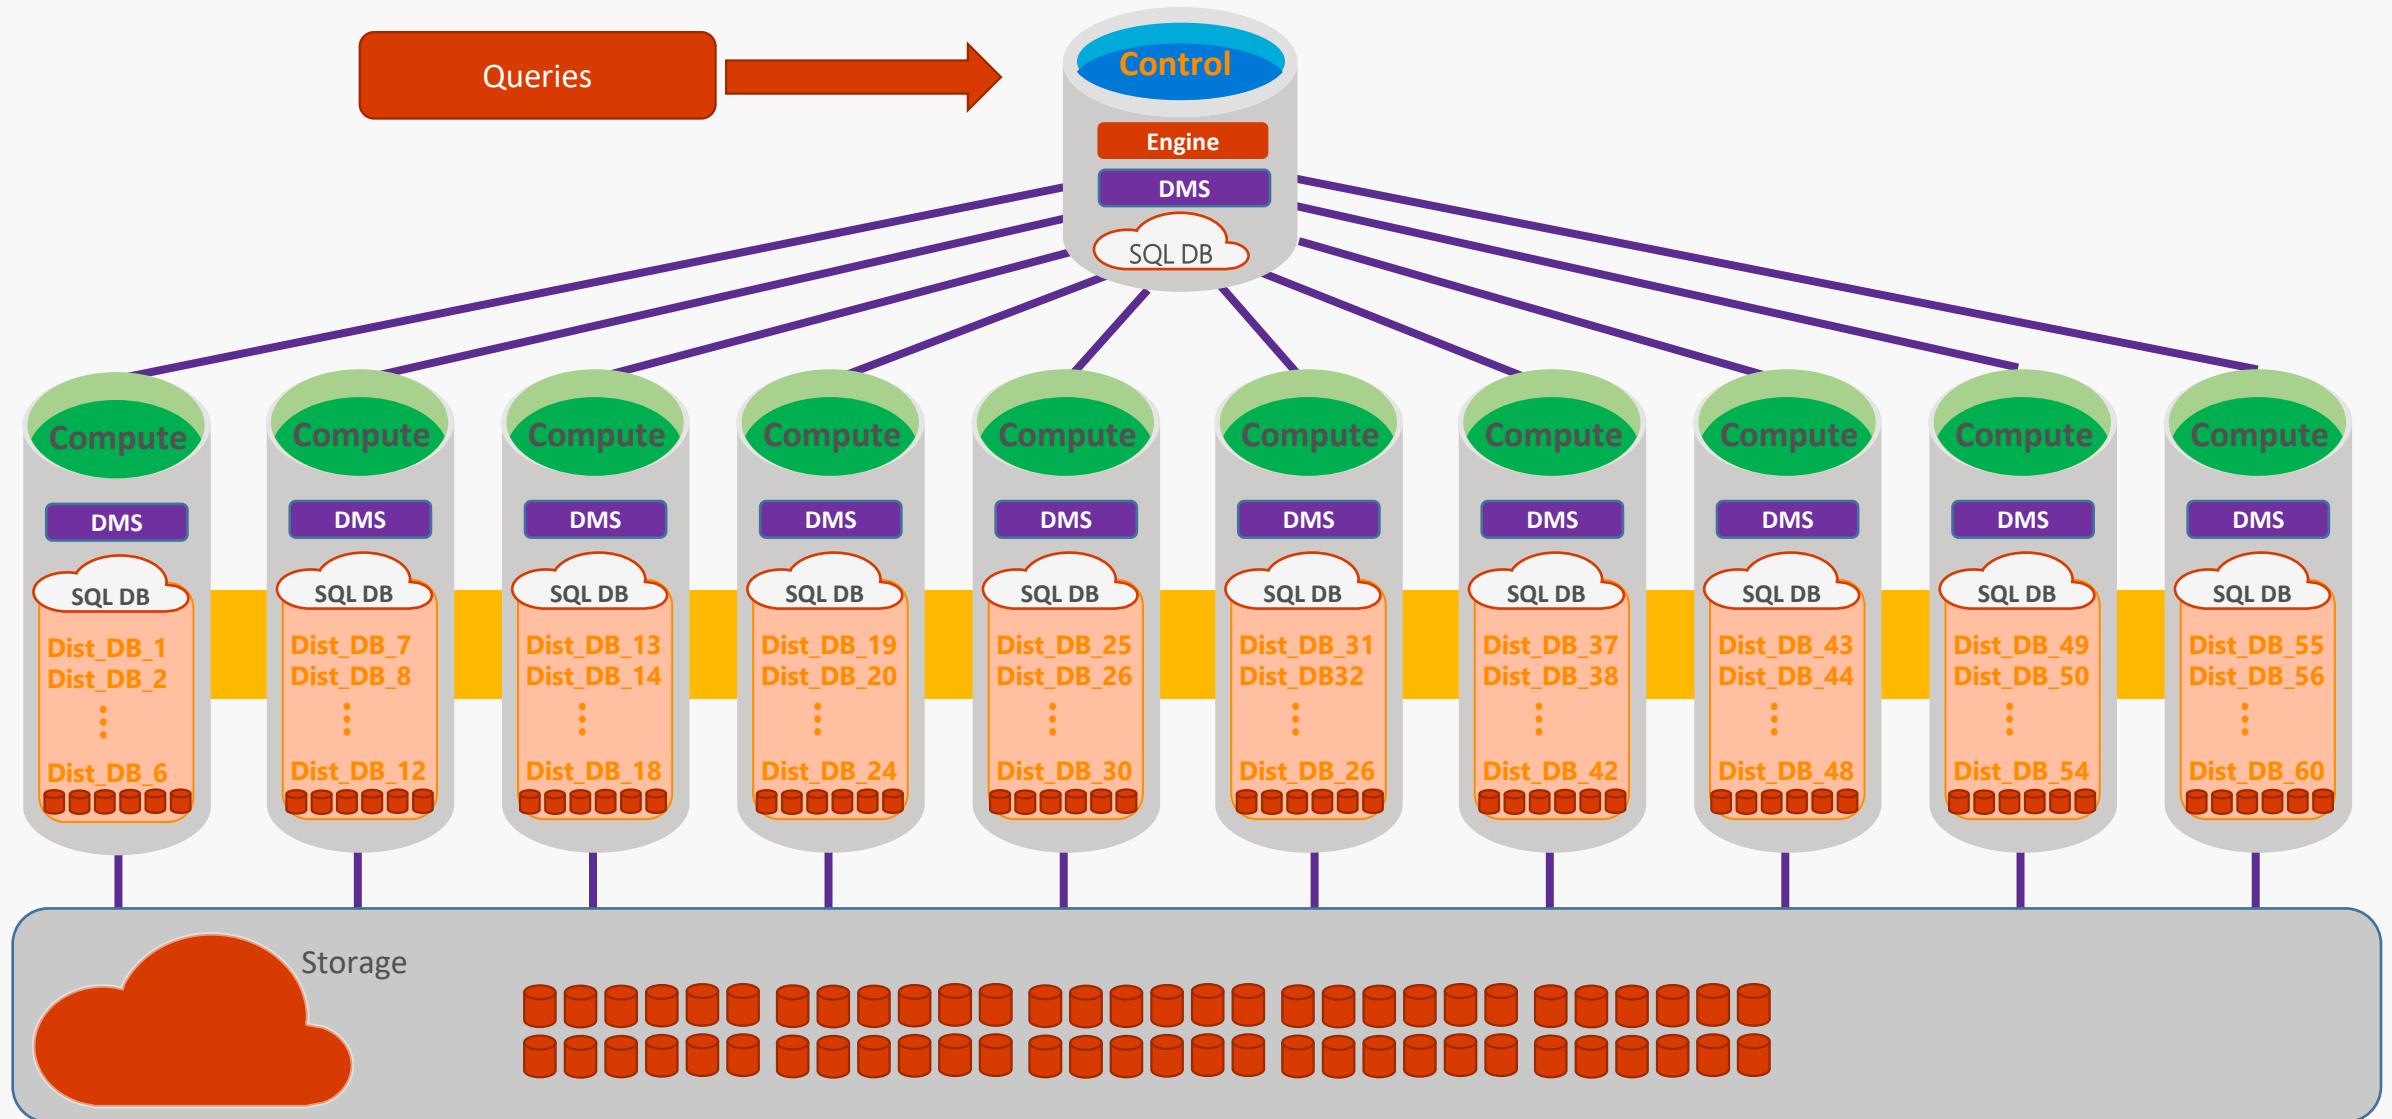 Queries
Control
Engine
DMS
SQL DB
Compute
DMS
SQL DB
Dist_DB_1
Dist_DB_2
Dist_DB_6
Compute
DMS
SQL DB
Dist_DB_7
Dist_DB_8
Dist_DB_12
Compute
DMS
SQL DB
Dist_DB_13
Dist_DB_14
Dist_DB_18
Compute
DMS
SQL DB
Dist_DB_19
Dist_DB_20
Dist_DB_24
Compute
DMS
SQL DB
Dist_DB_25
Dist_DB_26
Dist_DB_30
Compute
DMS
SQL DB
Dist_DB_31
Dist_DB32
Dist_DB_26
Compute
DMS
SQL DB
Dist_DB_37
Dist_DB_38
Dist_DB_42
Compute
DMS
SQL DB
Dist_DB_43
Dist_DB_44
Dist_DB_48
Compute
DMS
SQL DB
Dist_DB_49
Dist_DB_50
Dist_DB_54
Compute
DMS
SQL DB
Dist_DB_55
Dist_DB_56
Dist_DB_60
Storage